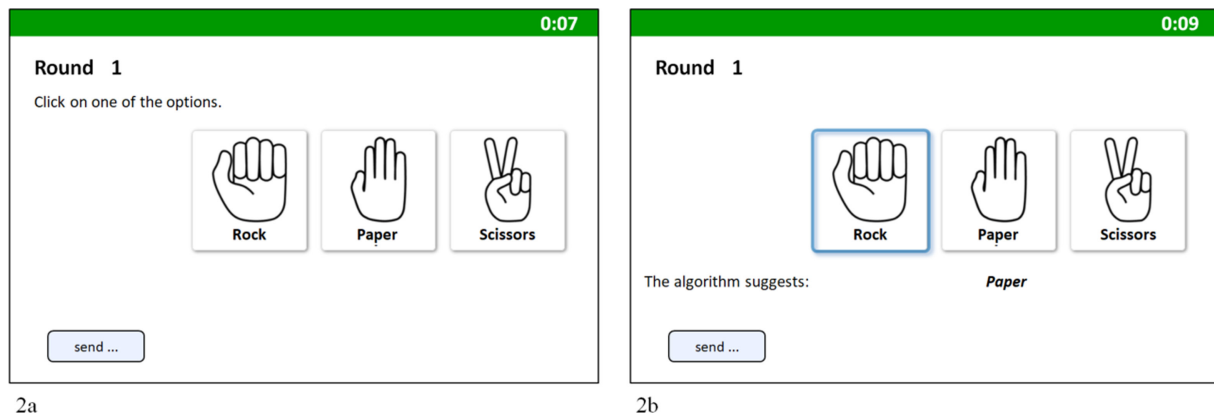 0:07
Round 1
Click on one of the options.
Rock Paper Scissors
send ...
2a
0:09
Round 1
Rock Paper Scissors
The algorithm suggests: Paper
send ...
2b